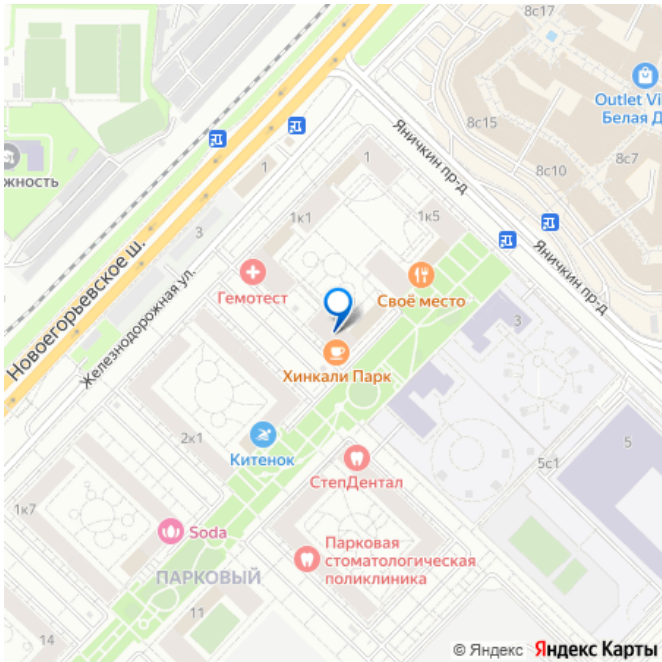 8с17
Outlet Vi
Белая Д
8с15
8с10
8с7
Яничкин пр-д
жность
1
1
1к1
1к5
3
Новоегорьевское ш.
Железнодорожная ул.
Гемотест
Своё место
Яничкин пр-д
3
Хинкали Парк
2к1
Китенок
5
5с1
СтепДентал
1к7
Soda
Парковая
стоматологическая
поликлиника
ПАРКОВЫЙ
11
14
© Яндекс Яндекс Карты